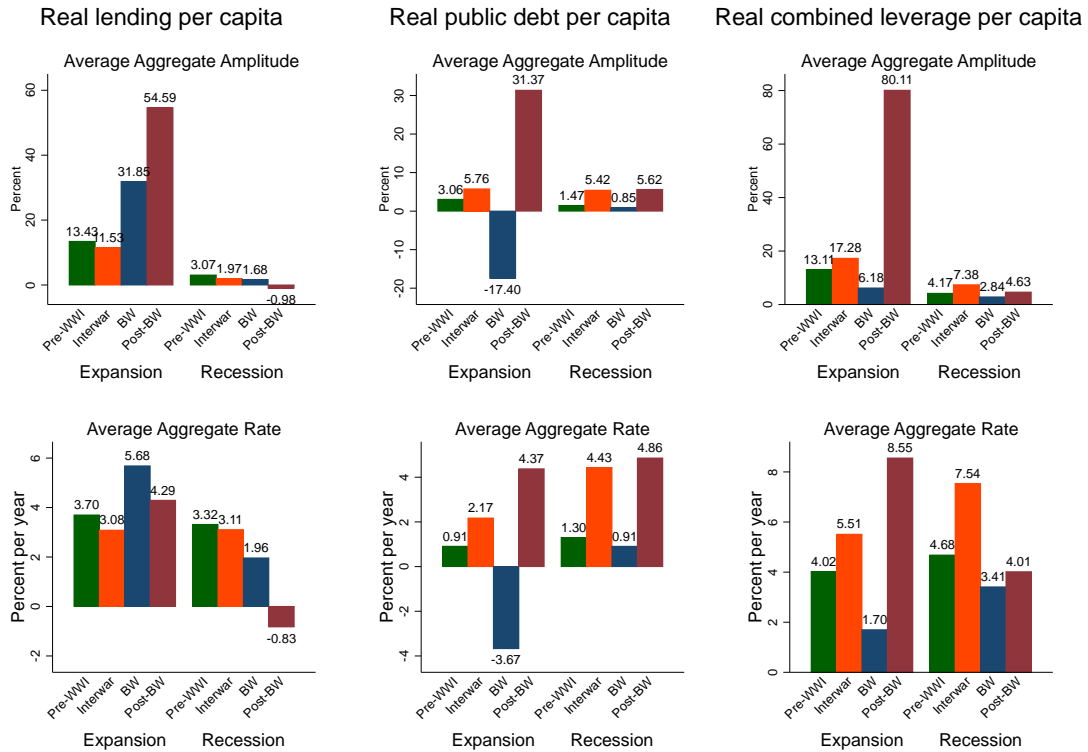 Real lending per capita
Average Aggregate Amplitude
Percent
60
40
20
0
13.43
11.53
31.85
54.59
3.07
1.97
1.68
-0.98
Pre-WWI
Interwar
BW
Post-BW
Pre-WWI
Interwar
BW
Post-BW
Expansion
Recession
Real public debt per capita
Average Aggregate Amplitude
Percent
30
20
10
0
-10
-20
3.06
5.76
-17.40
31.37
1.47
5.42
0.85
5.62
Pre-WWI
Interwar
BW
Post-BW
Pre-WWI
Interwar
BW
Post-BW
Expansion
Recession
Real combined leverage per capita
Average Aggregate Amplitude
Percent
80
60
40
20
0
13.11
17.28
6.18
80.11
4.17
7.38
2.84
4.63
Pre-WWI
Interwar
BW
Post-BW
Pre-WWI
Interwar
BW
Post-BW
Expansion
Recession
Average Aggregate Rate
Percent per year
6
4
2
0
-2
3.70
3.08
5.68
4.29
3.32
3.11
1.96
-0.83
Pre-WWI
Interwar
BW
Post-BW
Pre-WWI
Interwar
BW
Post-BW
Expansion
Recession
Average Aggregate Rate
Percent per year
4
2
0
-2
-4
0.91
2.17
-3.67
4.37
1.30
4.43
0.91
4.86
Pre-WWI
Interwar
BW
Post-BW
Pre-WWI
Interwar
BW
Post-BW
Expansion
Recession
Average Aggregate Rate
Percent per year
8
6
4
2
0
4.02
5.51
1.70
8.55
4.68
7.54
3.41
4.01
Pre-WWI
Interwar
BW
Post-BW
Pre-WWI
Interwar
BW
Post-BW
Expansion
Recession